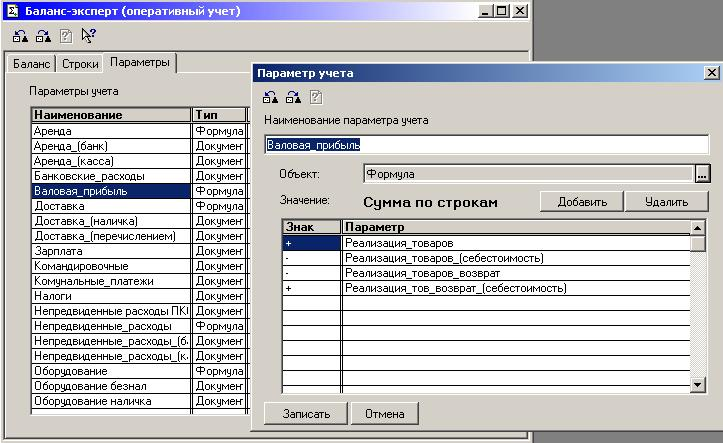 Баланс-эксперт (оперативный учет)
Баланс Строки Параметры
Параметры учета
Наименование Тип
Аренда Формула
Аренда_(банк) Докумен
Аренда_(касса) Докумен
Банковские_расходы Докумен
Валовая_прибыль Формула
Доставка Формула
Доставка_(наличка) Докумен
Доставка_(перечислением) Докумен
Зарплата Докумен
Командировочные Докумен
Комунальные_платежи Докумен
Налоги Докумен
Непредвиденные расходы ПК Докумен
Непредвиденные_расходы Формула
Непредвиденные_расходы_(б Докумен
Непредвиденные_расходы_(к Докумен
Оборудование Формула
Оборудование безнал Докумен
Оборудование наличка Докумен
Параметр учета
Наименование параметра учета
Валовая_прибыль
Объект: Формула ...
Значение: Сумма по строкам Добавить Удалить
Знак Параметр
+ Реализация_товаров
- Реализация_товаров_(себестоимость)
- Реализация_товаров_возврат
+ Реализация_тов_возврат_(себестоимость)
Записать Отмена